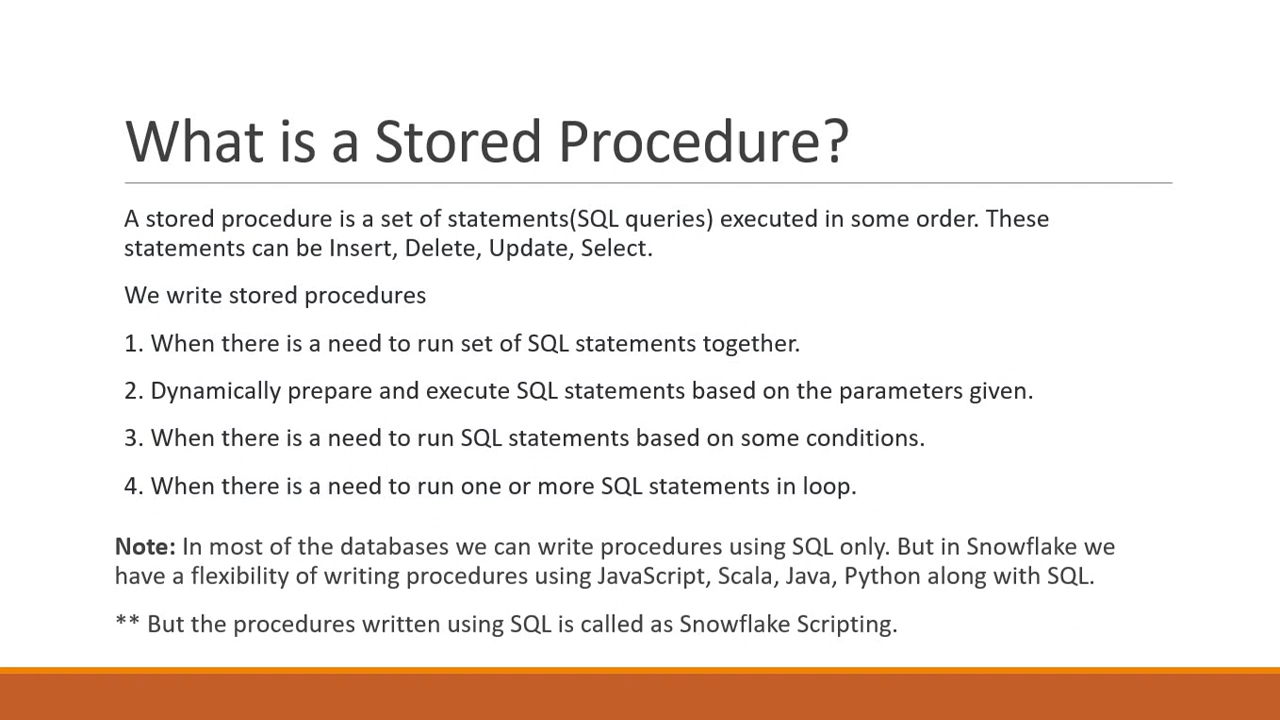 What is a Stored Procedure?
A stored procedure is a set of statements(SQL queries) executed in some order. These
statements can be Insert, Delete, Update, Select.
We write stored procedures
1. When there is a need to run set of SQL statements together.
2. Dynamically prepare and execute SQL statements based on the parameters given.
3. When there is a need to run SQL statements based on some conditions.
4. When there is a need to run one or more SQL statements in loop.
Note: In most of the databases we can write procedures using SQL only. But in Snowflake we
have a flexibility of writing procedures using JavaScript, Scala, Java, Python along with SQL.
** But the procedures written using SQL is called as Snowflake Scripting.